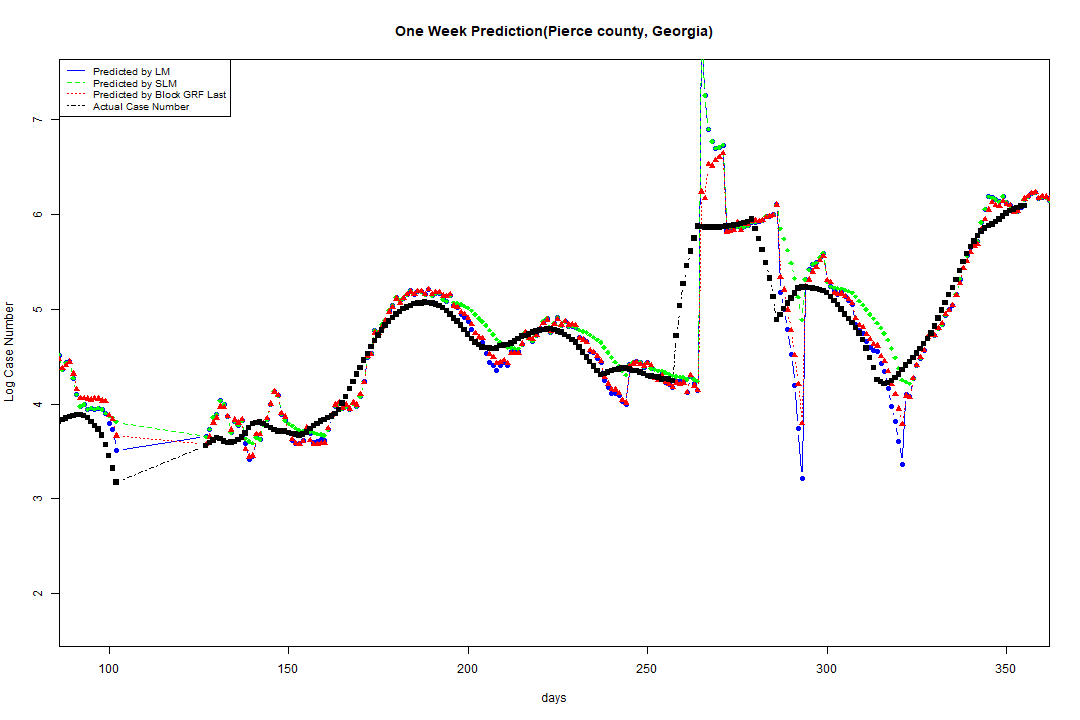 One Week Prediction(Pierce county, Georgia)
Predicted by LM
Predicted by SLM
Predicted by Block GRF Last
Actual Case Number
Log Case Number
7
6
5
4
3
2
100 150 200 250 300 350
days